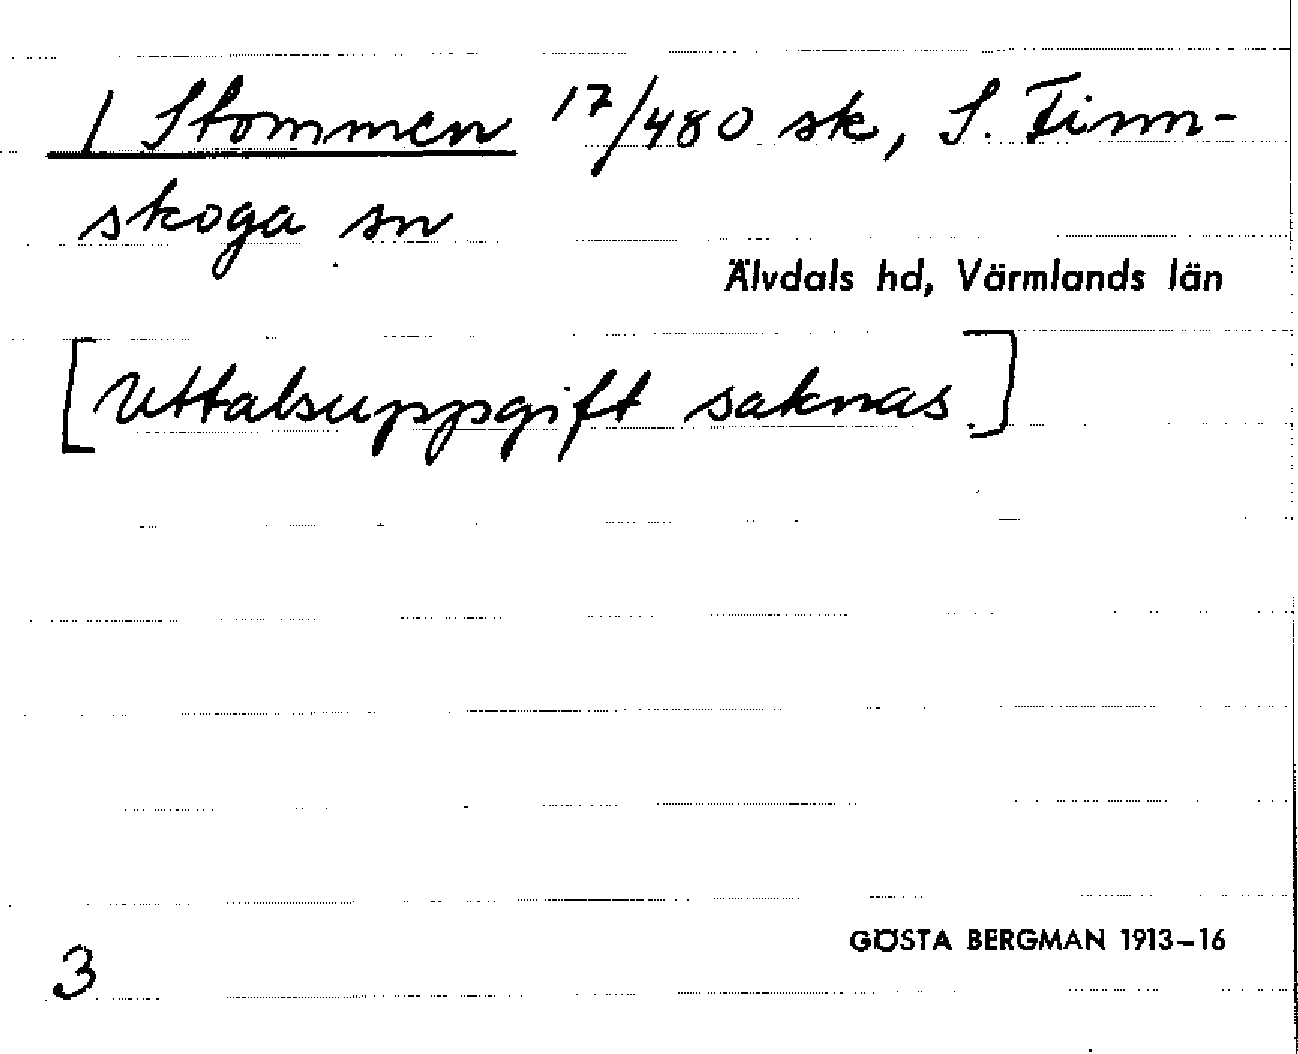 1 Stommen 17/480 sk, S. Finn-
skoga sn
Älvdals hd, Värmlands län
[Uttalsuppgift saknas.]
GÖSTA BERGMAN 1913-16
3